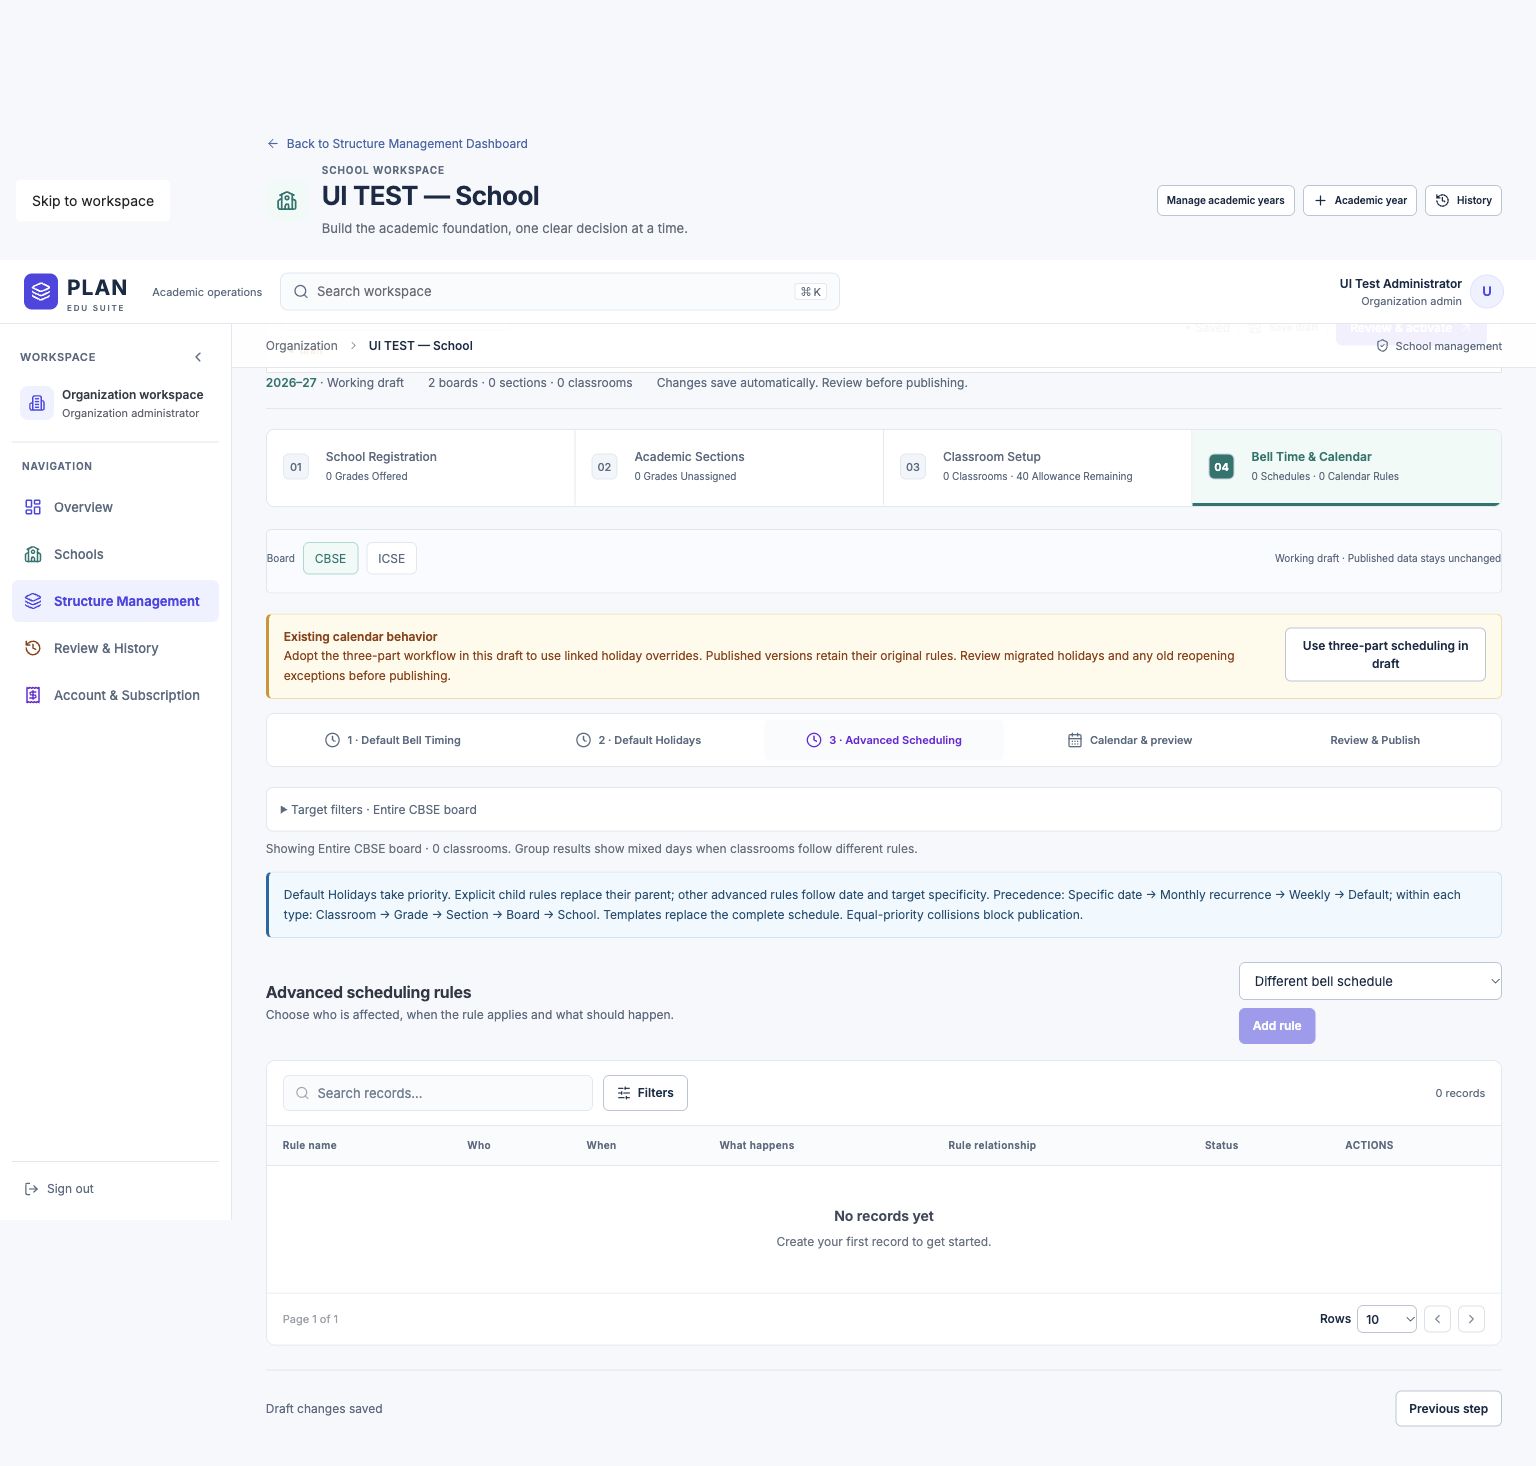 Back to Structure Management Dashboard
SCHOOL WORKSPACE
UI TEST — School
Build the academic foundation, one clear decision at a time.
Skip to workspace
Manage academic years
Academic year
History
PLAN
EDU SUITE
Academic operations
Search workspace
⌘ K
UI Test Administrator
Organization admin
U
Saved
Save draft
Review & activate
Organization
UI TEST — School
School management
WORKSPACE
Organization workspace
Organization administrator
NAVIGATION
Overview
Schools
Structure Management
Review & History
Account & Subscription
Sign out
2026–27 · Working draft
2 boards · 0 sections · 0 classrooms
Changes save automatically. Review before publishing.
01
School Registration
0 Grades Offered
02
Academic Sections
0 Grades Unassigned
03
Classroom Setup
0 Classrooms · 40 Allowance Remaining
04
Bell Time & Calendar
0 Schedules · 0 Calendar Rules
Board
CBSE
ICSE
Working draft · Published data stays unchanged
Existing calendar behavior
Adopt the three-part workflow in this draft to use linked holiday overrides. Published versions retain their original rules. Review migrated holidays and any old reopening
exceptions before publishing.
Use three-part scheduling in
draft
1 · Default Bell Timing
2 · Default Holidays
3 · Advanced Scheduling
Calendar & preview
Review & Publish
Target filters · Entire CBSE board
Showing Entire CBSE board · 0 classrooms. Group results show mixed days when classrooms follow different rules.
Default Holidays take priority. Explicit child rules replace their parent; other advanced rules follow date and target specificity. Precedence: Specific date → Monthly recurrence → Weekly → Default; within each
type: Classroom → Grade → Section → Board → School. Templates replace the complete schedule. Equal-priority collisions block publication.
Advanced scheduling rules
Choose who is affected, when the rule applies and what should happen.
Different bell schedule
Add rule
Search records...
Filters
0 records
Rule name
Who
When
What happens
Rule relationship
Status
ACTIONS
No records yet
Create your first record to get started.
Page 1 of 1
Rows
10
Draft changes saved
Previous step